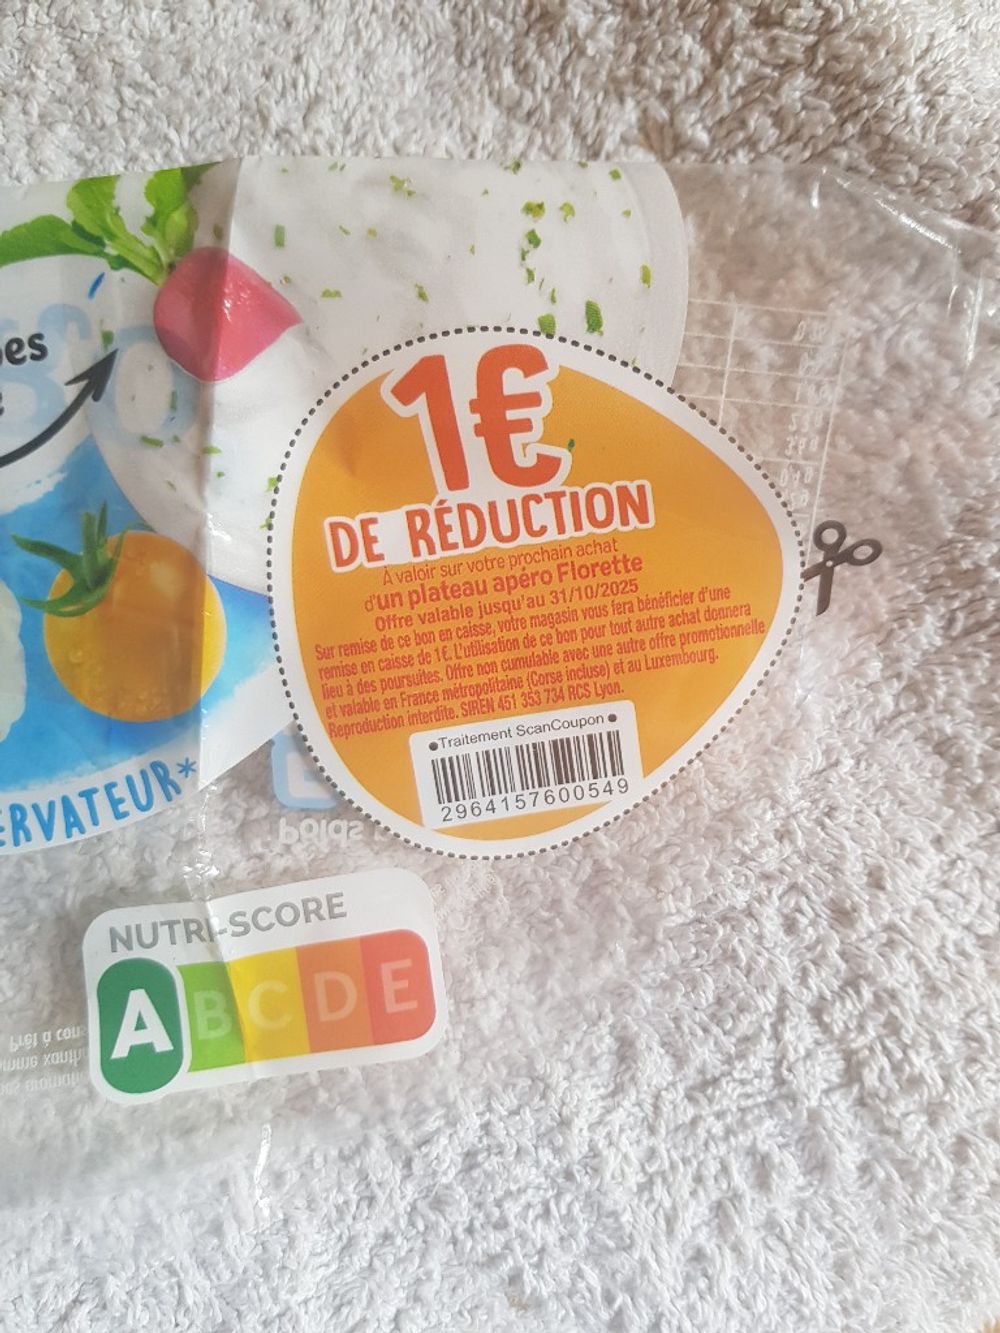 1€
DE RÉDUCTION
À valoir sur votre prochain achat
d'un plateau apéro Florette
Offre valable jusqu'au 31/10/2025
Sur remise de ce bon en caisse, votre magasin vous fera bénéficier d'une
remise en caisse de 1€. L'utilisation de ce bon pour tout autre achat donnera
lieu à des poursuites. Offre non cumulable avec une autre offre promotionnelle
et valable en France métropolitaine (Corse incluse) et au Luxembourg.
Reproduction interdite. SIREN 451 353 734 RCS Lyon.
Traitement ScanCoupon
2964157600549
ERVATEUR*
Poids
NUTRI-SCORE
A B C D E
Prêt à